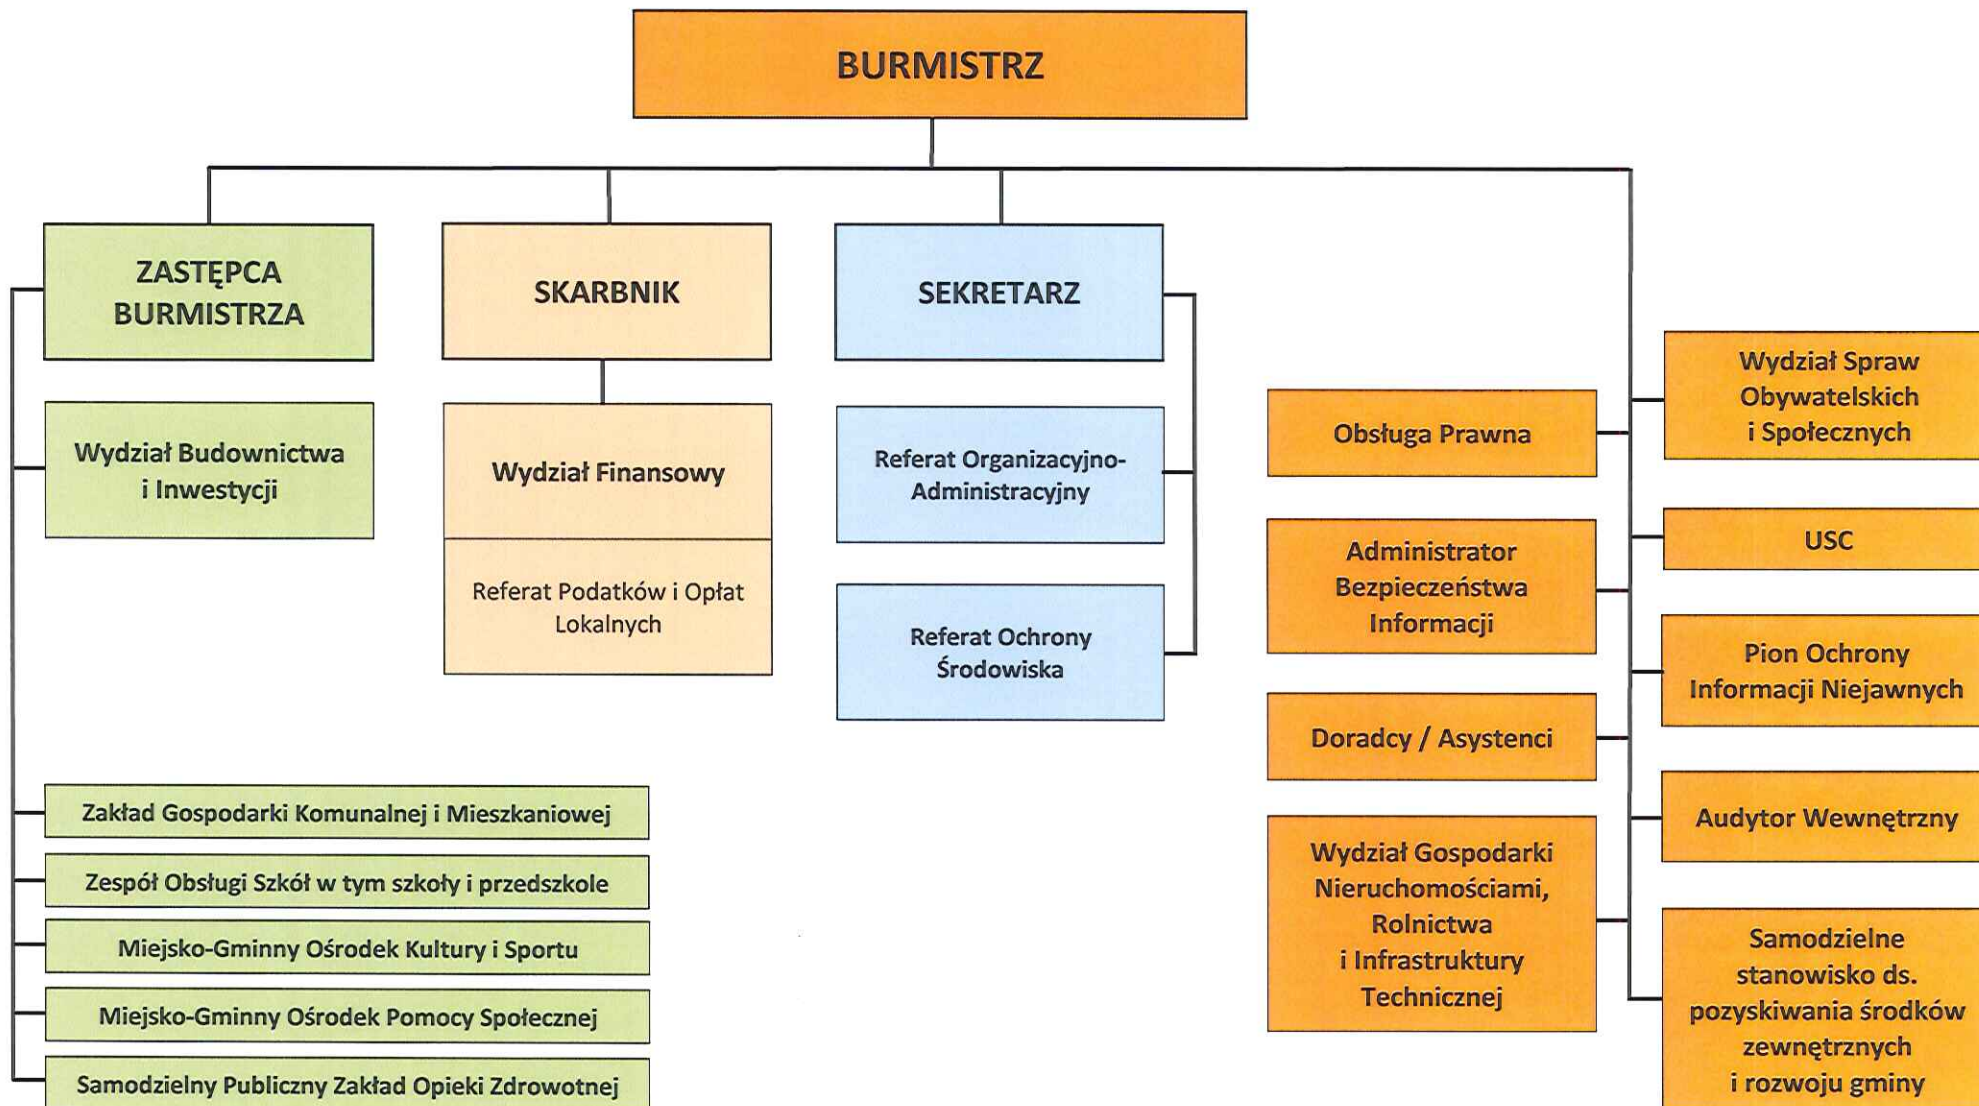 BURMISTRZ
ZASTĘPCA
BURMISTRZA
SKARBNIK
SEKRETARZ
Wydział Budownictwa
i Inwestycji
Wydział Finansowy
Referat Podatków i Opłat
Lokalnych
Referat Organizacyjno-
Administracyjny
Referat Ochrony
Środowiska
Zakład Gospodarki Komunalnej i Mieszkaniowej
Zespół Obsługi Szkół w tym szkoły i przedszkole
Miejsko-Gminny Ośrodek Kultury i Sportu
Miejsko-Gminny Ośrodek Pomocy Społecznej
Samodzielny Publiczny Zakład Opieki Zdrowotnej
Obsługa Prawna
Administrator
Bezpieczeństwa
Informacji
Doradcy / Asystenci
Wydział Gospodarki
Nieruchomościami,
Rolnictwa
i Infrastruktury
Technicznej
Wydział Spraw
Obywatelskich
i Społecznych
USC
Pion Ochrony
Informacji Niejawnych
Audytor Wewnętrzny
Samodzielne
stanowisko ds.
pozyskiwania środków
zewnętrznych
i rozwoju gminy